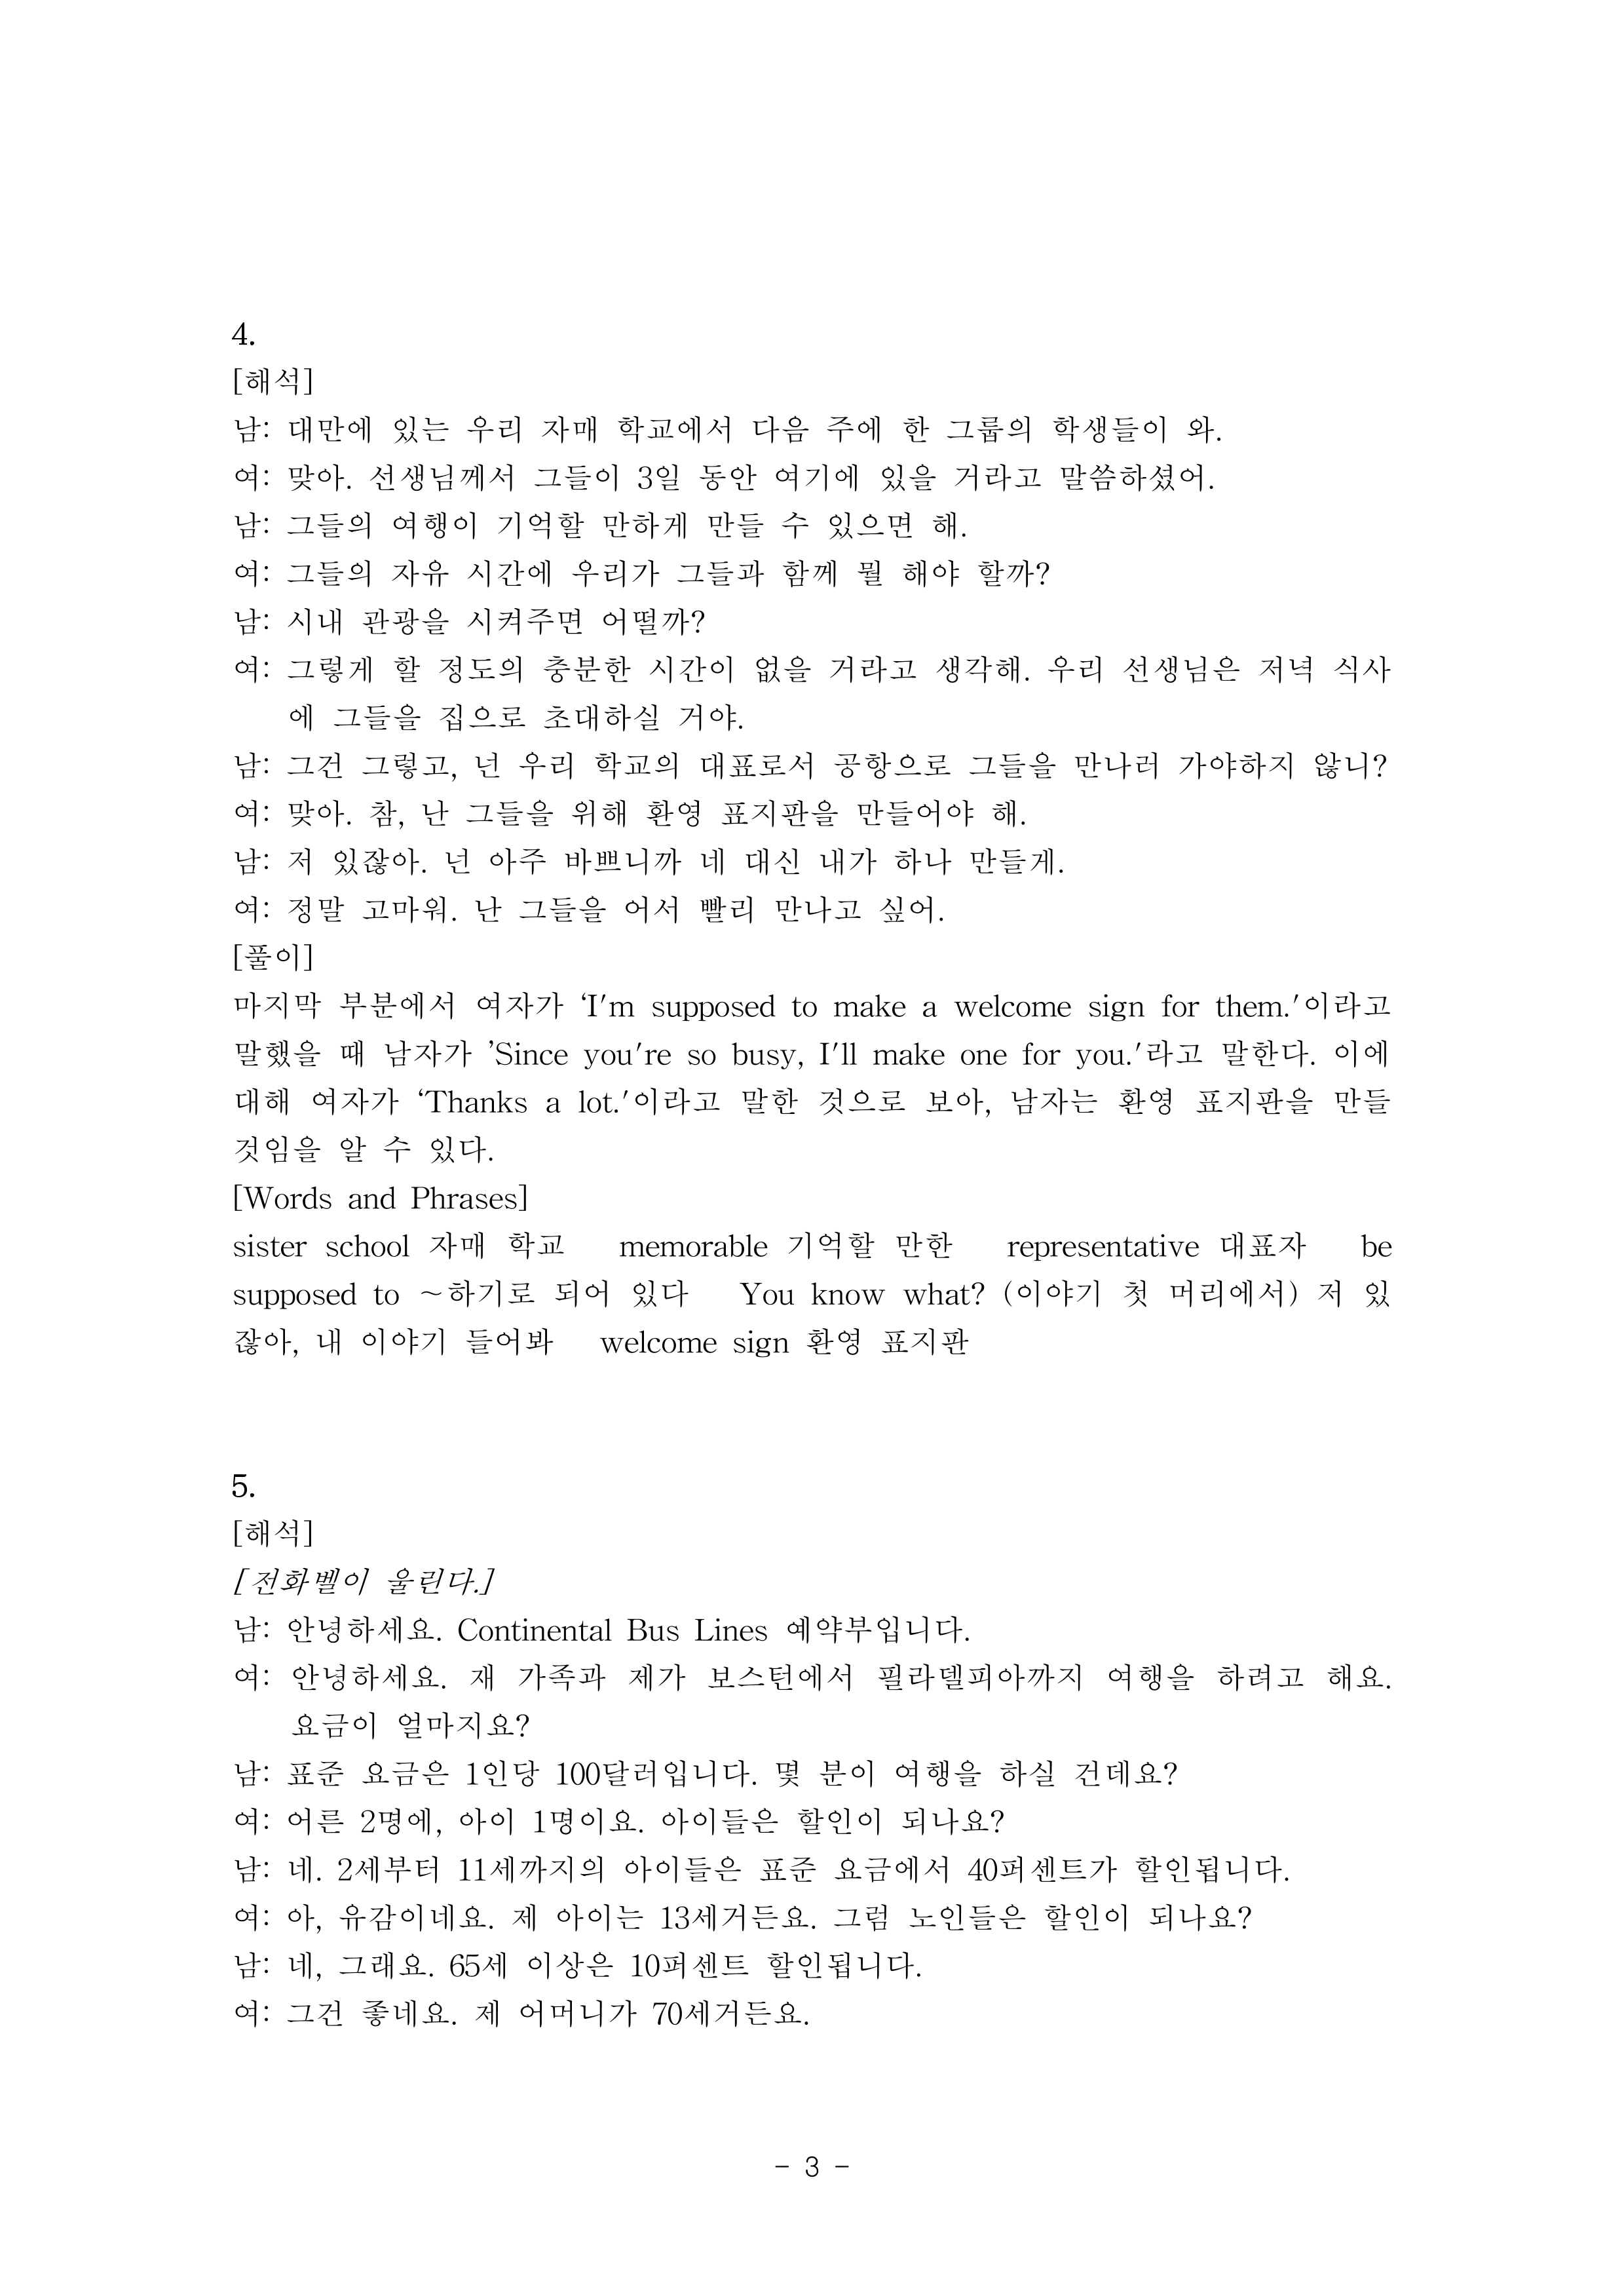 4.
[해석]
남: 대만에 있는 우리 자매 학교에서 다음 주에 한 그룹의 학생들이 와.
여: 맞아. 선생님께서 그들이 3일 동안 여기에 있을 거라고 말씀하셨어.
남: 그들의 여행이 기억할 만하게 만들 수 있으면 해.
여: 그들의 자유 시간에 우리가 그들과 함께 뭘 해야 할까?
남: 시내 관광을 시켜주면 어떨까?
여: 그렇게 할 정도의 충분한 시간이 없을 거라고 생각해. 우리 선생님은 저녁 식사
에 그들을 집으로 초대하실 거야.
남: 그건 그렇고, 넌 우리 학교의 대표로서 공항으로 그들을 만나러 가야하지 않니?
여: 맞아. 참, 난 그들을 위해 환영 표지판을 만들어야 해.
남: 저 있잖아. 넌 아주 바쁘니까 네 대신 내가 하나 만들게.
여: 정말 고마워. 난 그들을 어서 빨리 만나고 싶어.
[풀이]
마지막 부분에서 여자가 ‘I'm supposed to make a welcome sign for them.'이라고
말했을 때 남자가 ’Since you're so busy, I'll make one for you.'라고 말한다. 이에
대해 여자가 ‘Thanks a lot.'이라고 말한 것으로 보아, 남자는 환영 표지판을 만들
것임을 알 수 있다.
[Words and Phrases]
sister school 자매 학교 memorable 기억할 만한 representative 대표자 be
supposed to ~하기로 되어 있다 You know what? (이야기 첫 머리에서) 저 있
잖아, 내 이야기 들어봐 welcome sign 환영 표지판
5.
[해석]
[전화벨이 울린다.]
남: 안녕하세요. Continental Bus Lines 예약부입니다.
여: 안녕하세요. 재 가족과 제가 보스턴에서 필라델피아까지 여행을 하려고 해요.
요금이 얼마지요?
남: 표준 요금은 1인당 100달러입니다. 몇 분이 여행을 하실 건데요?
여: 어른 2명에, 아이 1명이요. 아이들은 할인이 되나요?
남: 네. 2세부터 11세까지의 아이들은 표준 요금에서 40퍼센트가 할인됩니다.
여: 아, 유감이네요. 제 아이는 13세거든요. 그럼 노인들은 할인이 되나요?
남: 네, 그래요. 65세 이상은 10퍼센트 할인됩니다.
여: 그건 좋네요. 제 어머니가 70세거든요.
- 3 -